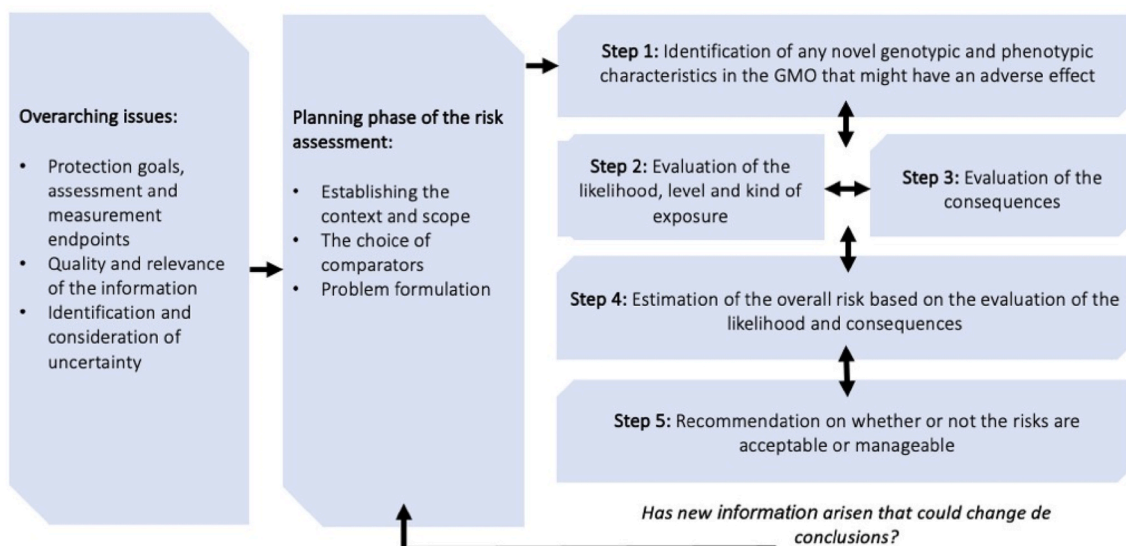 Overarching issues:
• Protection goals,
assessment and
measurement
endpoints
• Quality and relevance
of the information
• Identification and
consideration of
uncertainty
Planning phase of the risk
assessment:
• Establishing the
context and scope
• The choice of
comparators
• Problem formulation
Step 1: Identification of any novel genotypic and phenotypic
characteristics in the GMO that might have an adverse effect
Step 2: Evaluation of the
likelihood, level and kind of
exposure
Step 3: Evaluation of the
consequences
Step 4: Estimation of the overall risk based on the evaluation of the
likelihood and consequences
Step 5: Recommendation on whether or not the risks are
acceptable or manageable
Has new information arisen that could change de
conclusions?